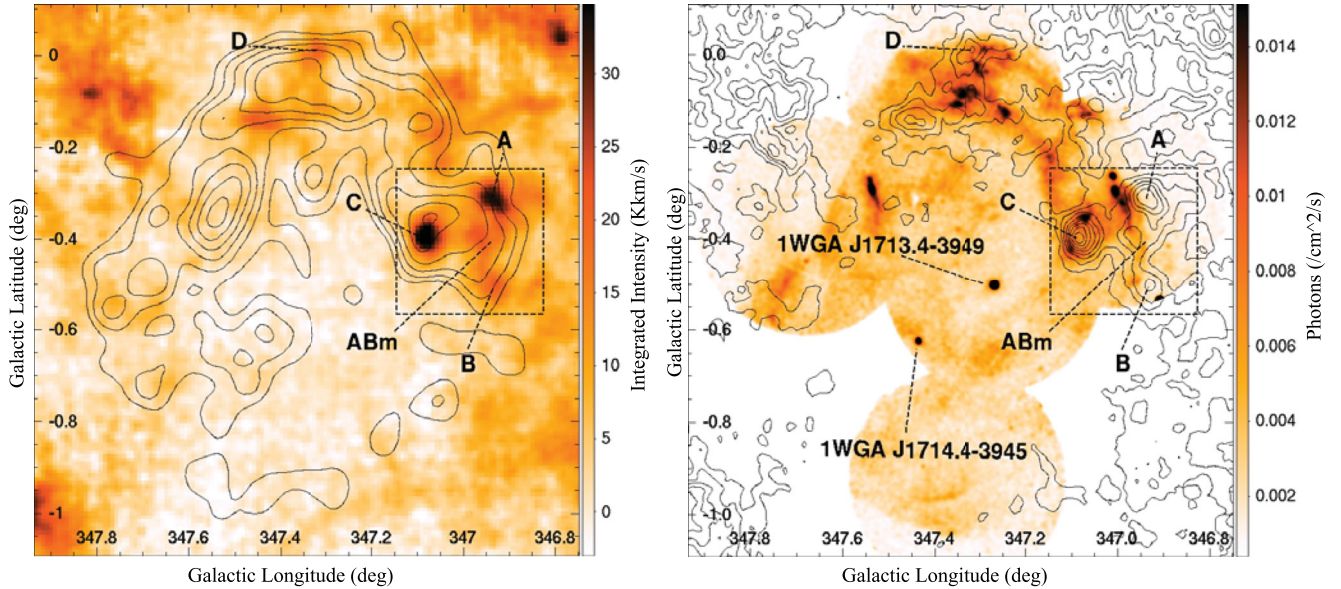 D
A
C
ABm
B
0
-0.2
-0.4
-0.6
-0.8
-1
347.8
347.6
347.4
347.2
347
346.8
Galactic Longitude (deg)
Galactic Latitude (deg)
30
25
20
15
10
5
0
Integrated Intensity (Kkm/s)
D
A
C
1WGA J1713.4-3949
ABm
B
1WGA J1714.4-3945
0.0
-0.2
-0.4
-0.6
-0.8
-1.0
347.8
347.6
347.4
347.2
347.0
346.8
Galactic Longitude (deg)
Galactic Latitude (deg)
0.014
0.012
0.01
0.008
0.006
0.004
0.002
Photons (/cm^2/s)